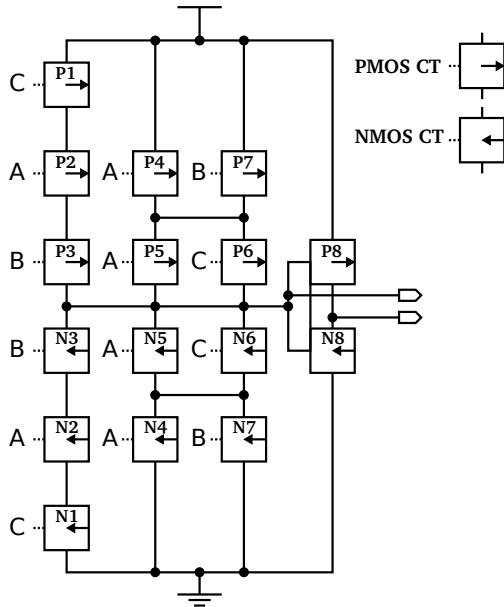 C P1
PMOS CT
NMOS CT
A P2 A P4 B P7
B P3 A P5 C P6 P8
B N3 A N5 C N6 N8
A N2 A N4 B N7
C N1